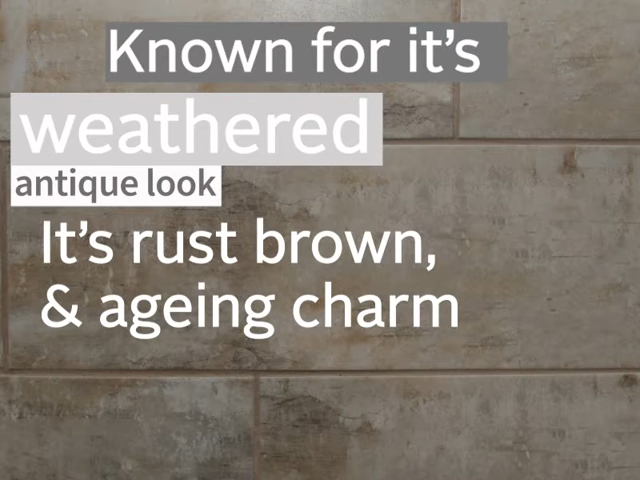 Known for it’s
weathered
antique look
It’s rust brown,
& ageing charm